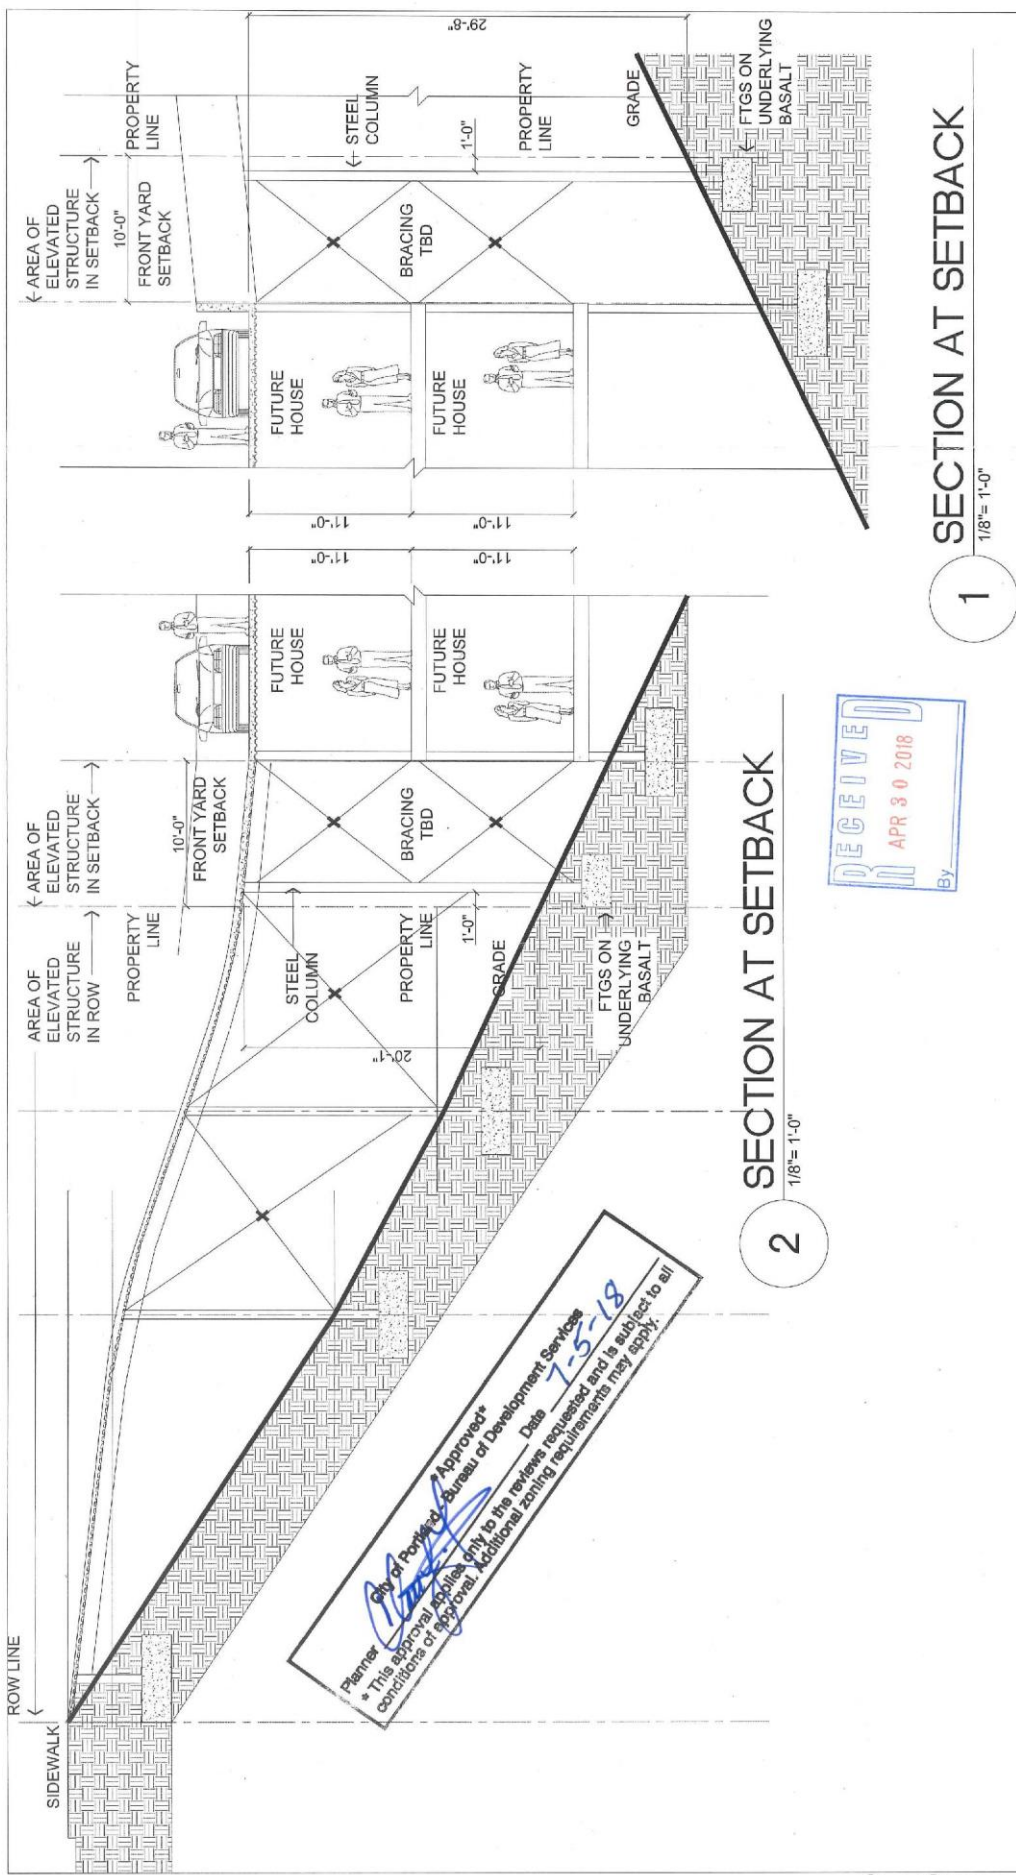 SIDEWALK
ROW LINE
AREA OF
ELEVATED
STRUCTURE
IN ROW
AREA OF
ELEVATED
STRUCTURE
IN SETBACK
PROPERTY
LINE
10'-0"
FRONT YARD
SETBACK
STEEL
COLUMN
20'-1"
PROPERTY
LINE
1'-0"
GRADE
FTGS ON
UNDERLYING
BASALT
BRACING
TBD
FUTURE
HOUSE
FUTURE
HOUSE
11'-0"
11'-0"
2
SECTION AT SETBACK
1/8"= 1'-0"
AREA OF
ELEVATED
STRUCTURE
IN SETBACK
10'-0"
FRONT YARD
SETBACK
PROPERTY
LINE
29'-8"
11'-0"
11'-0"
FUTURE
HOUSE
FUTURE
HOUSE
BRACING
TBD
STEEL
COLUMN
1'-0"
PROPERTY
LINE
GRADE
FTGS ON
UNDERLYING
BASALT
1
SECTION AT SETBACK
1/8"= 1'-0"
*Approved*
City of Portland - Bureau of Development Services
Planner Date 7-5-18
* This approval applies only to the reviews requested and is subject to all
conditions of approval. Additional zoning requirements may apply.
RECEIVED
APR 30 2018
By